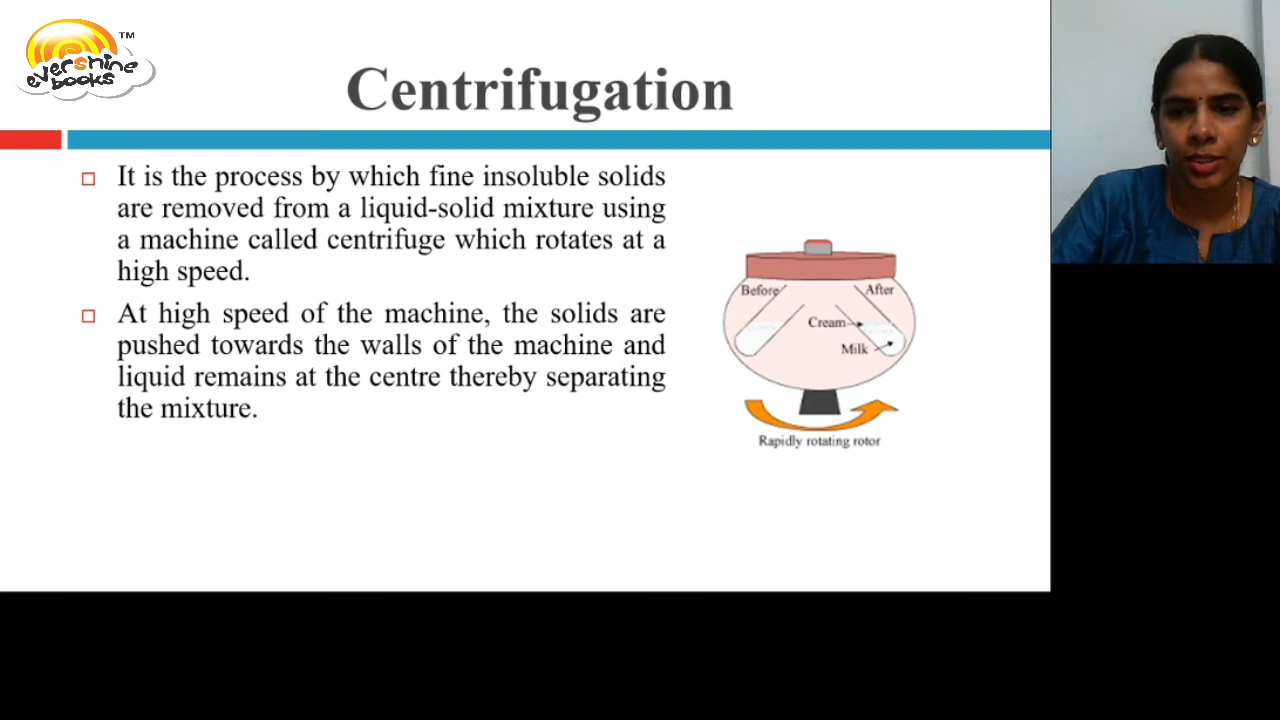 TM
evershine
books
Centrifugation
It is the process by which fine insoluble solids
are removed from a liquid-solid mixture using
a machine called centrifuge which rotates at a
high speed.
At high speed of the machine, the solids are
pushed towards the walls of the machine and
liquid remains at the centre thereby separating
the mixture.
Before
After
Cream
Milk
Rapidly rotating rotor